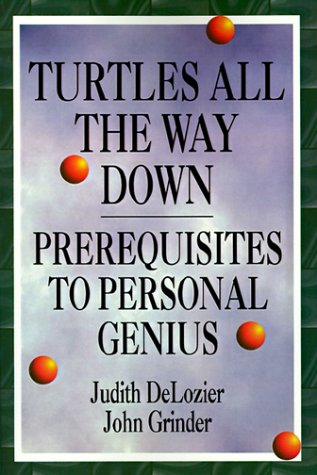 TURTLES ALL
THE WAY
DOWN
PREREQUISITES
TO PERSONAL
GENIUS
Judith DeLozier
John Grinder